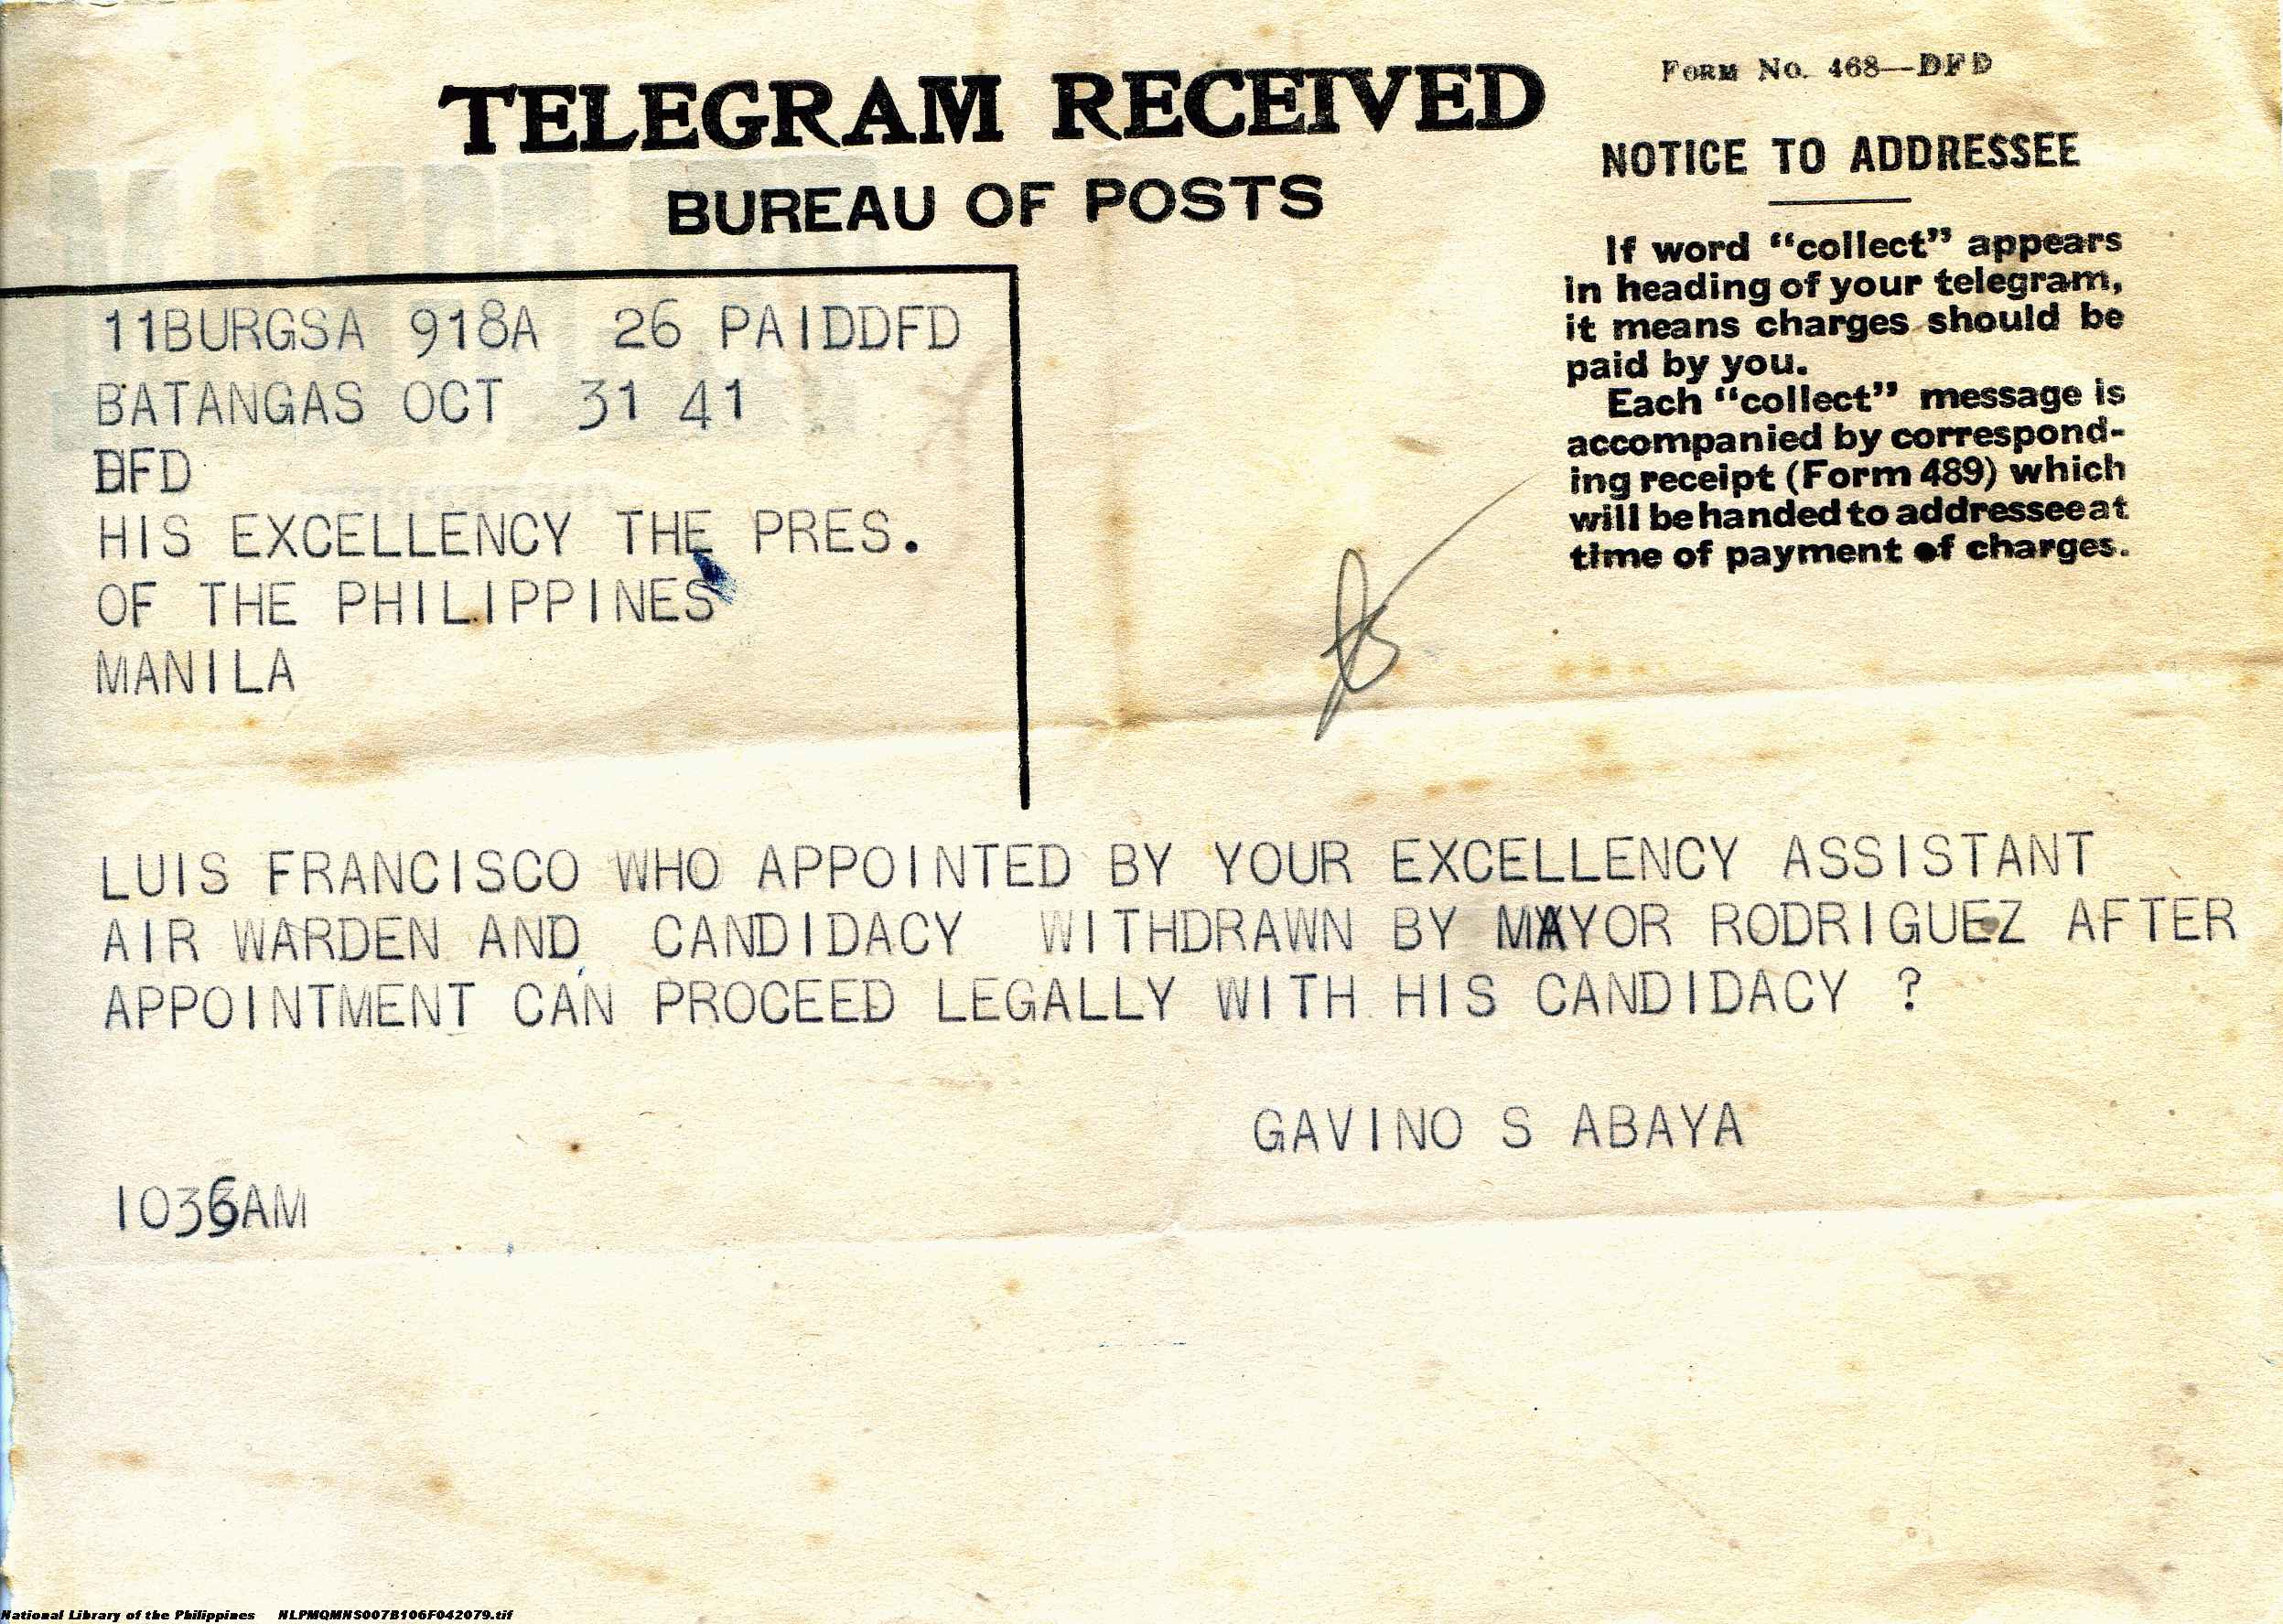 FORM NO. 468—DFD
TELEGRAM RECEIVED
BUREAU OF POSTS
NOTICE TO ADDRESSEE
If word “collect” appears
in heading of your telegram,
it means charges should be
paid by you.
Each “collect” message is
accompanied by correspond-
ing receipt (Form 489) which
will be handed to addressee at
time of payment of charges.
11BURGSA 918A 26 PAIDDFD
BATANGAS OCT 31 41
DFD
HIS EXCELLENCY THE PRES.
OF THE PHILIPPINES
MANILA
LUIS FRANCISCO WHO APPOINTED BY YOUR EXCELLENCY ASSISTANT
AIR WARDEN AND CANDIDACY WITHDRAWN BY MAYOR RODRIGUEZ AFTER
APPOINTMENT CAN PROCEED LEGALLY WITH HIS CANDIDACY ?
GAVINO S ABAYA
1036AM
National Library of the Philippines NLPMQMNS007B106F042079.tif